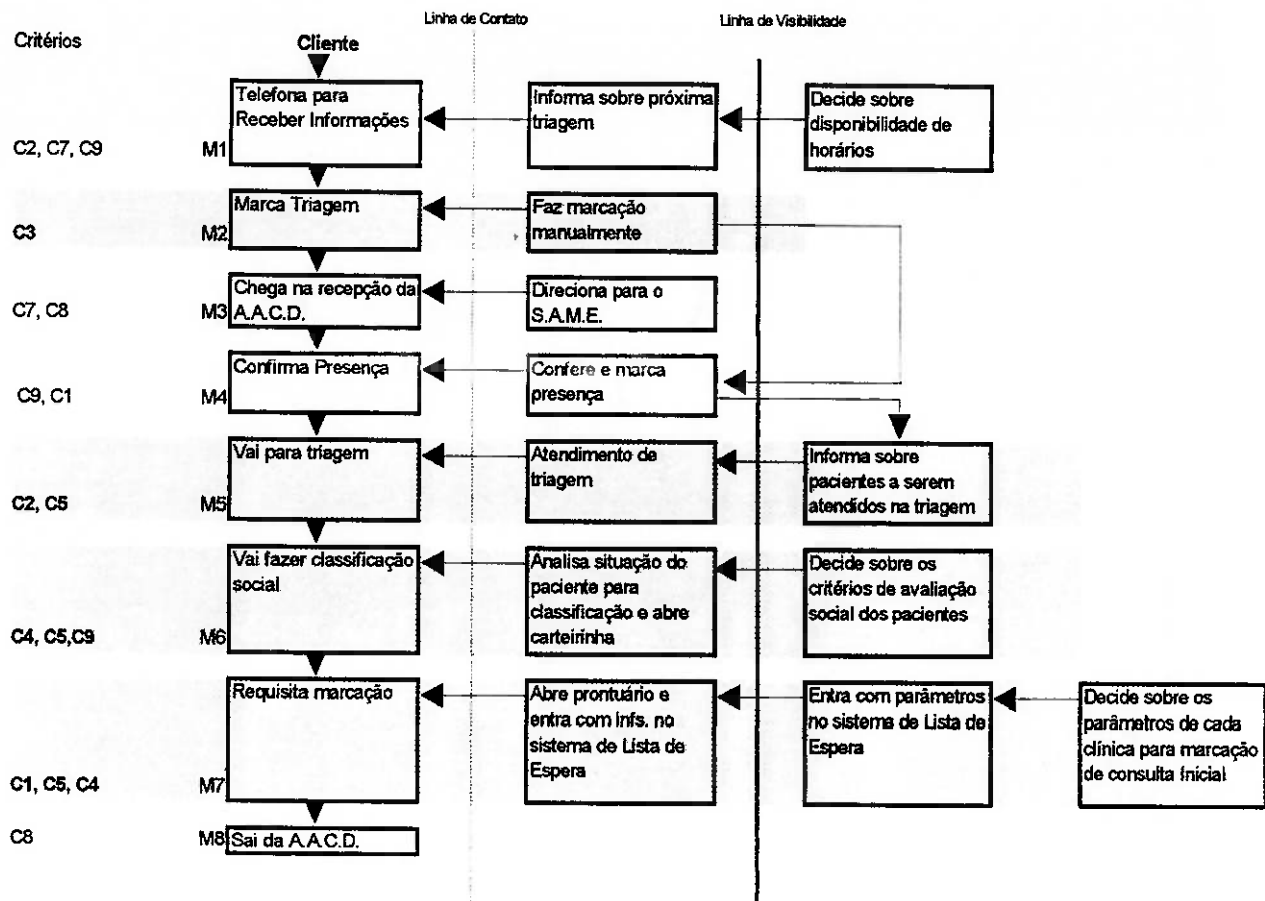 Linha de Contato
Linha de Visibilidade
Critérios
Cliente
Telefona para
Receber Informações
Informa sobre próxima
triagem
Decide sobre
disponibilidade de
horários
C2, C7, C9
M1
Marca Triagem
Faz marcação
manualmente
C3
M2
Chega na recepção da
A.A.C.D.
Direciona para o
S.A.M.E.
C7, C8
M3
Confirma Presença
Confere e marca
presença
C9, C1
M4
Vai para triagem
Atendimento de
triagem
Informa sobre
pacientes a serem
atendidos na triagem
C2, C5
M5
Vai fazer classificação
social
Analisa situação do
paciente para
classificação e abre
carteirinha
Decide sobre os
critérios de avaliação
social dos pacientes
C4, C5,C9
M6
Requisita marcação
Abre prontuário e
entra com infs. no
sistema de Lista de
Espera
Entra com parâmetros
no sistema de Lista de
Espera
Decide sobre os
parâmetros de cada
clínica para marcação
de consulta Inicial
C1, C5, C4
M7
C8
M8
Sai da A.A.C.D.